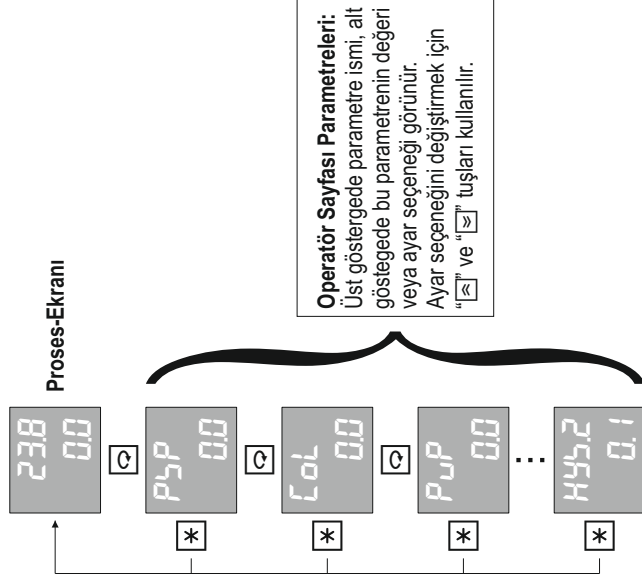 Proses-Ekranı
23.8
0.0
PSP
0.0
CoL
0.0
PuP
0.0
...
HYS.2
0.1
Operatör Sayfası Parametreleri:
Üst göstergede parametre ismi, alt
göstegede bu parametrenin değeri
veya ayar seçeneği görünür.
Ayar seçeneğini değiştirmek için
“⌃” ve “⌄” tuşları kullanılır.